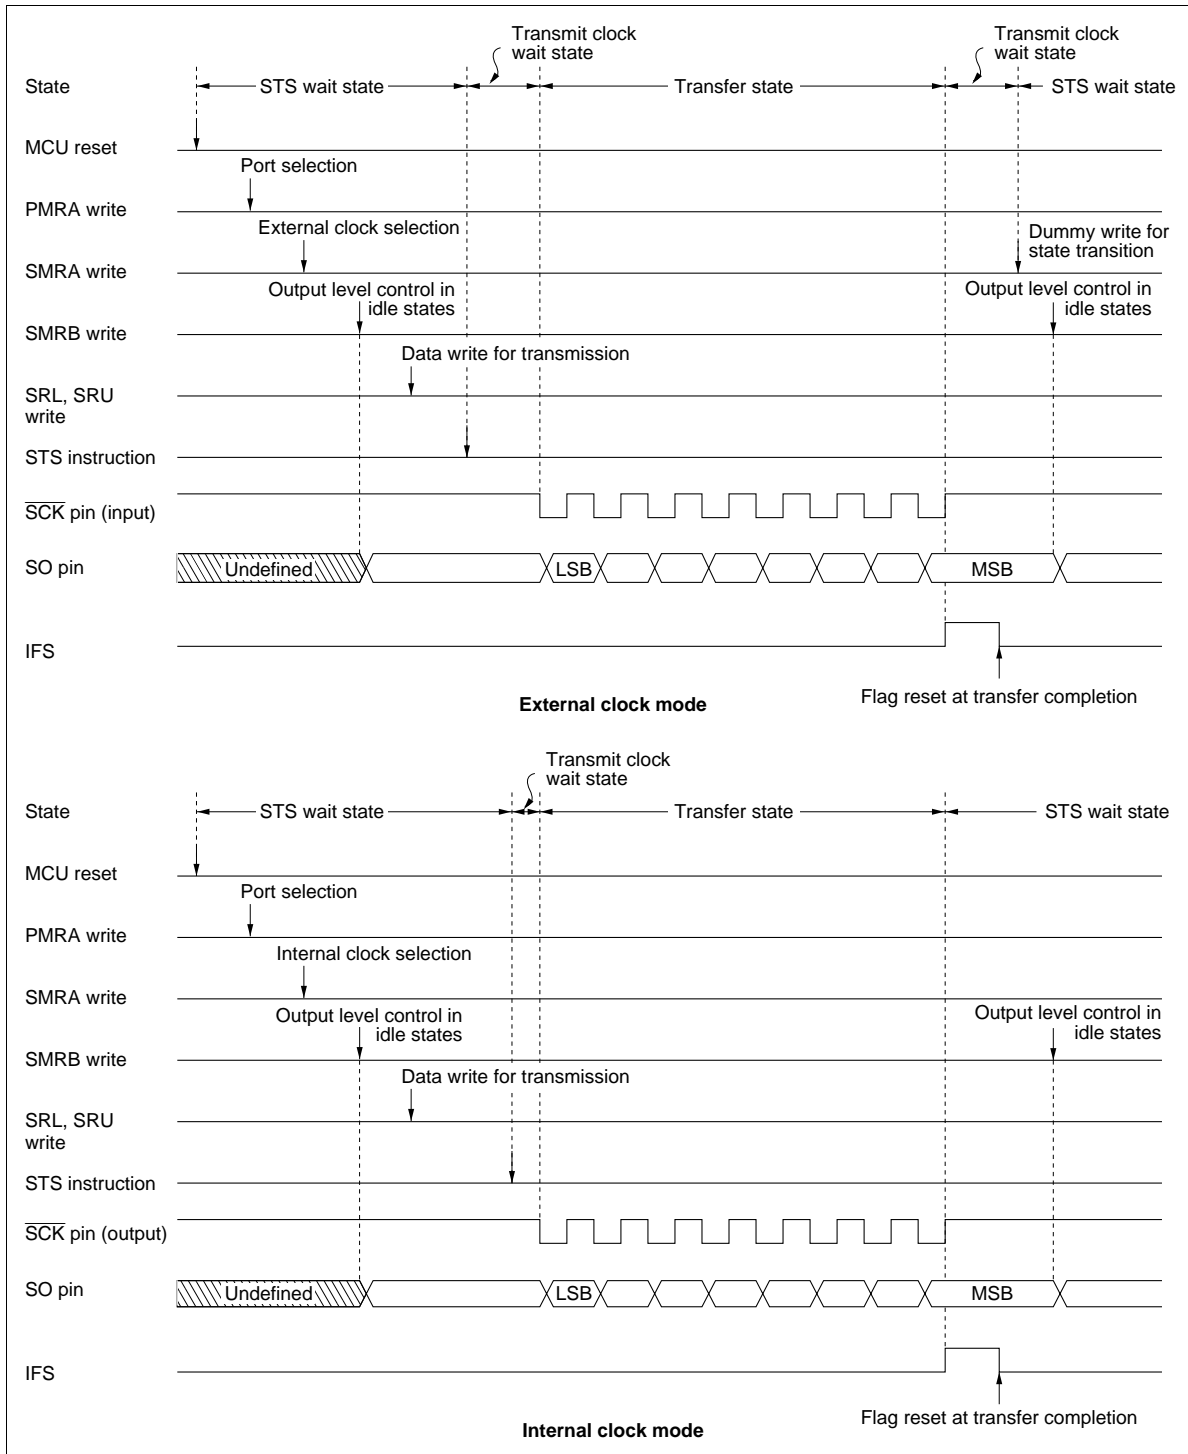 Transmit clock
wait state
Transmit clock
wait state
State
STS wait state
Transfer state
STS wait state
MCU reset
Port selection
PMRA write
External clock selection
Dummy write for
state transition
SMRA write
Output level control in
idle states
Output level control in
idle states
SMRB write
Data write for transmission
SRL, SRU
write
STS instruction
SCK pin (input)
SO pin
Undefined
LSB
MSB
IFS
Flag reset at transfer completion
External clock mode
Transmit clock
wait state
State
STS wait state
Transfer state
STS wait state
MCU reset
Port selection
PMRA write
Internal clock selection
SMRA write
Output level control in
idle states
Output level control in
idle states
SMRB write
Data write for transmission
SRL, SRU
write
STS instruction
SCK pin (output)
SO pin
Undefined
LSB
MSB
IFS
Flag reset at transfer completion
Internal clock mode